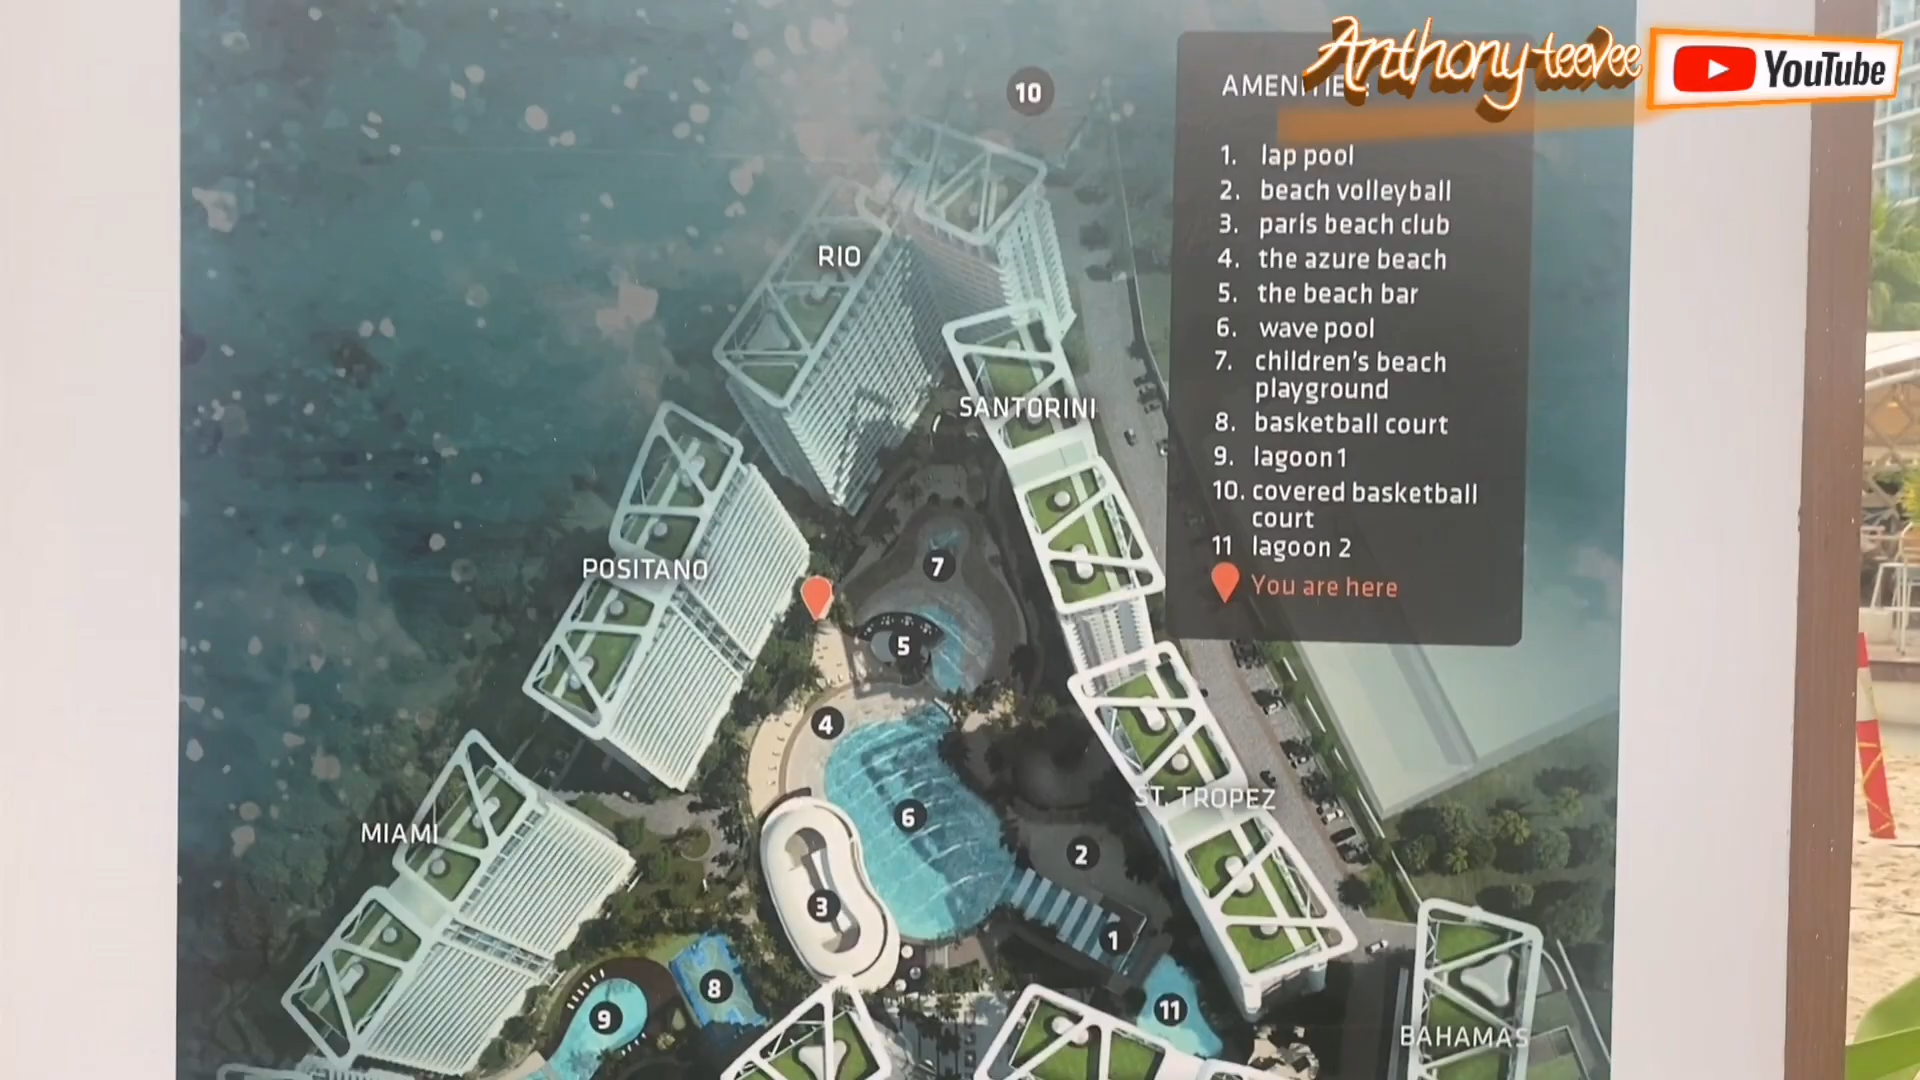 Anthony teeVee
YouTube
AMENITIES:
1. lap pool
2. beach volleyball
3. paris beach club
4. the azure beach
5. the beach bar
6. wave pool
7. children's beach
playground
8. basketball court
9. lagoon 1
10. covered basketball
court
11 lagoon 2
You are here
10
RIO
SANTORINI
7
POSITANO
5
4
ST. TROPEZ
6
MIAMI
2
3
1
8
11
9
BAHAMAS